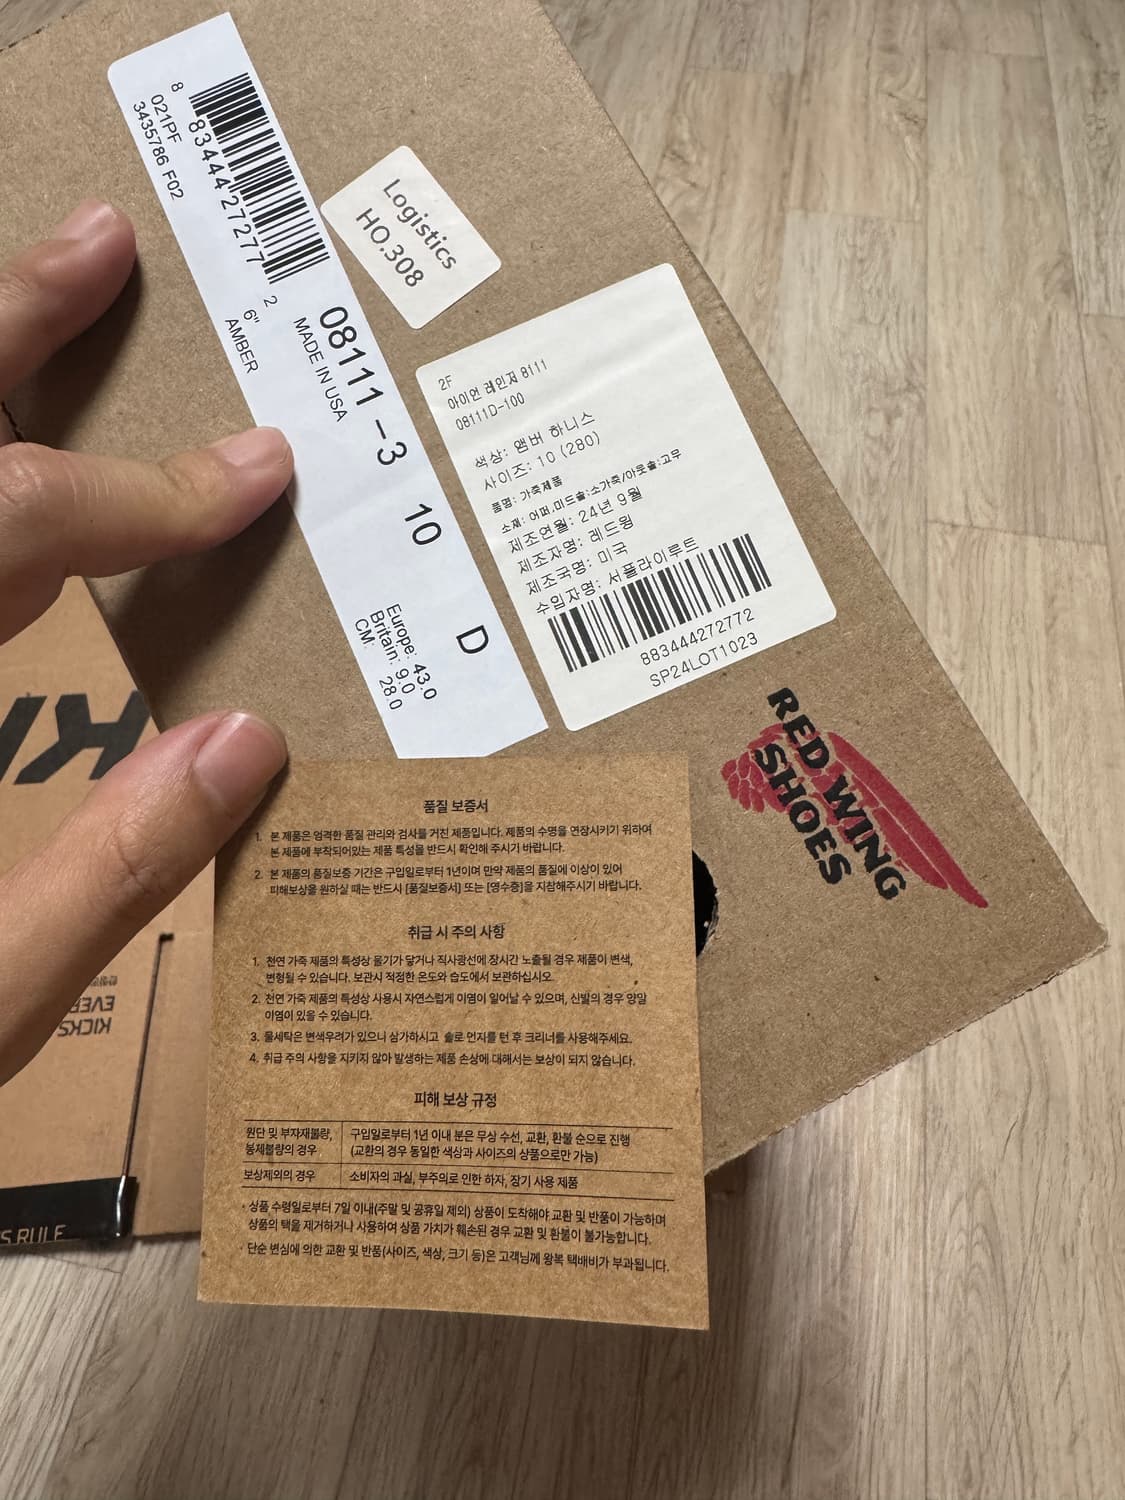 8
83444 27277
2
021PF
3435786 F02
6"
AMBER
08111 -3
MADE IN USA
10
D
Europe: 43.0
Britain: 9.0
CM: 28.0
Logistics
HO.308
2F
아이언 레인저 8111
08111D-100
색상: 앰버 하니스
사이즈: 10 (280)
품명: 가죽제품
소재: 어퍼,미드솔:소가죽/아웃솔:고무
제조연월: 24년 9월
제조자명: 레드윙
제조국명: 미국
수입자명: 서플라이루트
883444272772
SP24LOT1023
RED WING
SHOES
품질 보증서
1. 본 제품은 엄격한 품질 관리와 검사를 거친 제품입니다. 제품의 수명을 연장시키기 위하여
본 제품에 부착되어있는 제품 특성을 반드시 확인해 주시기 바랍니다.
2. 본 제품의 품질보증 기간은 구입일로부터 1년이며 만약 제품의 품질에 이상이 있어
피해보상을 원하실 때는 반드시 [품질보증서] 또는 [영수증]을 지참해주시기 바랍니다.
취급 시 주의 사항
1. 천연 가죽 제품의 특성상 물기가 닿거나 직사광선에 장시간 노출될 경우 제품이 변색,
변형될 수 있습니다. 보관시 적정한 온도와 습도에서 보관하십시오.
2. 천연 가죽 제품의 특성상 사용시 자연스럽게 이염이 일어날 수 있으며, 신발의 경우 양말
이염이 있을 수 있습니다.
3. 물세탁은 변색우려가 있으니 삼가하시고 솔로 먼지를 턴 후 크리너를 사용해주세요.
4. 취급 주의 사항을 지키지 않아 발생하는 제품 손상에 대해서는 보상이 되지 않습니다.
피해 보상 규정
원단 및 부자재불량,
봉제불량의 경우
구입일로부터 1년 이내 분은 무상 수선, 교환, 환불 순으로 진행
(교환의 경우 동일한 색상과 사이즈의 상품으로만 가능)
보상제외의 경우
소비자의 과실, 부주의로 인한 하자, 장기 사용 제품
· 상품 수령일로부터 7일 이내(주말 및 공휴일 제외) 상품이 도착해야 교환 및 반품이 가능하며
상품의 택을 제거하거나 사용하여 상품 가치가 훼손된 경우 교환 및 환불이 불가능합니다.
· 단순 변심에 의한 교환 및 반품(사이즈, 색상, 크기 등)은 고객님께 왕복 택배비가 부과됩니다.
KI
KICKS
EVER
S RULE